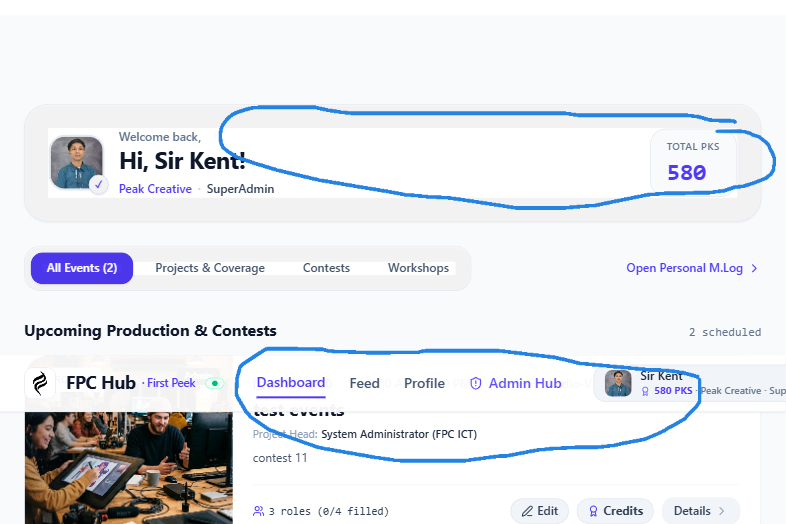 Welcome back,
Hi, Sir Kent!
Peak Creative · SuperAdmin
TOTAL PKS
580
All Events (2) Projects & Coverage Contests Workshops Open Personal M.Log >
Upcoming Production & Contests 2 scheduled
FPC Hub · First Peek Dashboard Feed Profile Admin Hub
Sir Kent
580 PKS · Peak Creative · Sup
test events
Project Head: System Administrator (FPC ICT)
contest 11
3 roles (0/4 filled) Edit Credits Details >